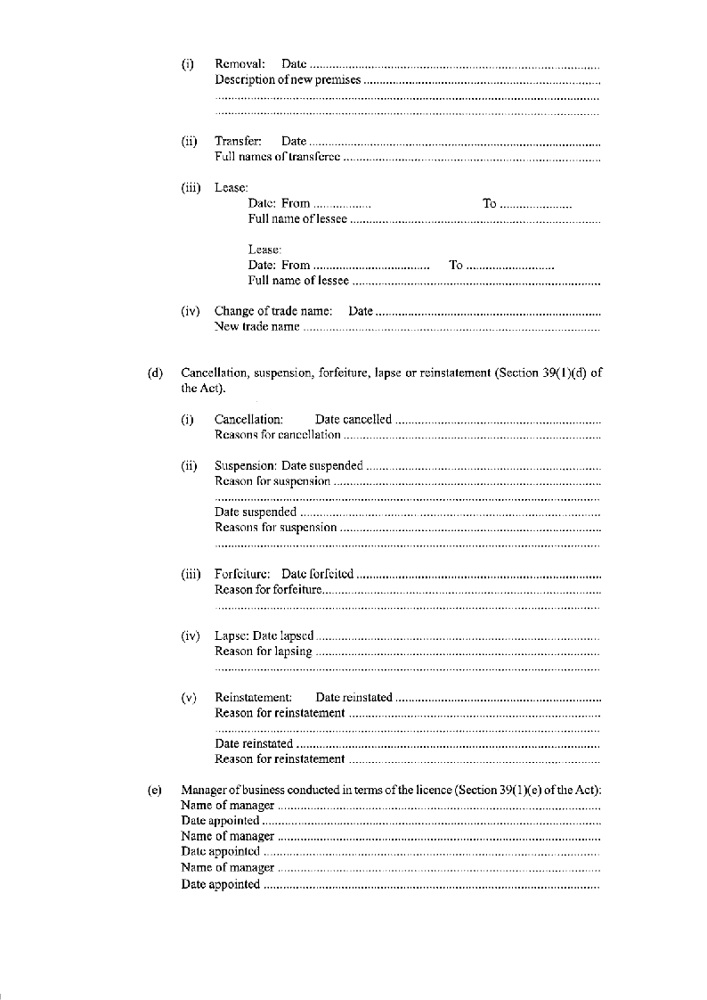 (i) Removal: Date ..........................................................................................
Description of new premises .........................................................................
......................................................................................................................
......................................................................................................................
(ii) Transfer: Date ..........................................................................................
Full names of transferee ...............................................................................
(iii) Lease:
Date: From .................. To ......................
Full name of lessee .............................................................................
Lease:
Date: From .................................... To ...........................
Full name of lessee ............................................................................
(iv) Change of trade name: Date .....................................................................
New trade name ...........................................................................................
(d) Cancellation, suspension, forfeiture, lapse or reinstatement (Section 39(1)(d) of
the Act).
(i) Cancellation: Date cancelled ...............................................................
Reasons for cancellation ...............................................................................
(ii) Suspension: Date suspended ........................................................................
Reason for suspension ..................................................................................
......................................................................................................................
Date suspended ............................................................................................
Reasons for suspension ................................................................................
......................................................................................................................
(iii) Forfeiture: Date forfeited ...........................................................................
Reason for forfeiture.....................................................................................
......................................................................................................................
(iv) Lapse: Date lapsed .......................................................................................
Reason for lapsing .......................................................................................
......................................................................................................................
(v) Reinstatement: Date reinstated ...............................................................
Reason for reinstatement .............................................................................
......................................................................................................................
Date reinstated .............................................................................................
Reason for reinstatement .............................................................................
(e) Manager of business conducted in terms of the licence (Section 39(1)(e) of the Act):
Name of manager ...................................................................................................
Date appointed ........................................................................................................
Name of manager ...................................................................................................
Date appointed .......................................................................................................
Name of manager ...................................................................................................
Date appointed .......................................................................................................